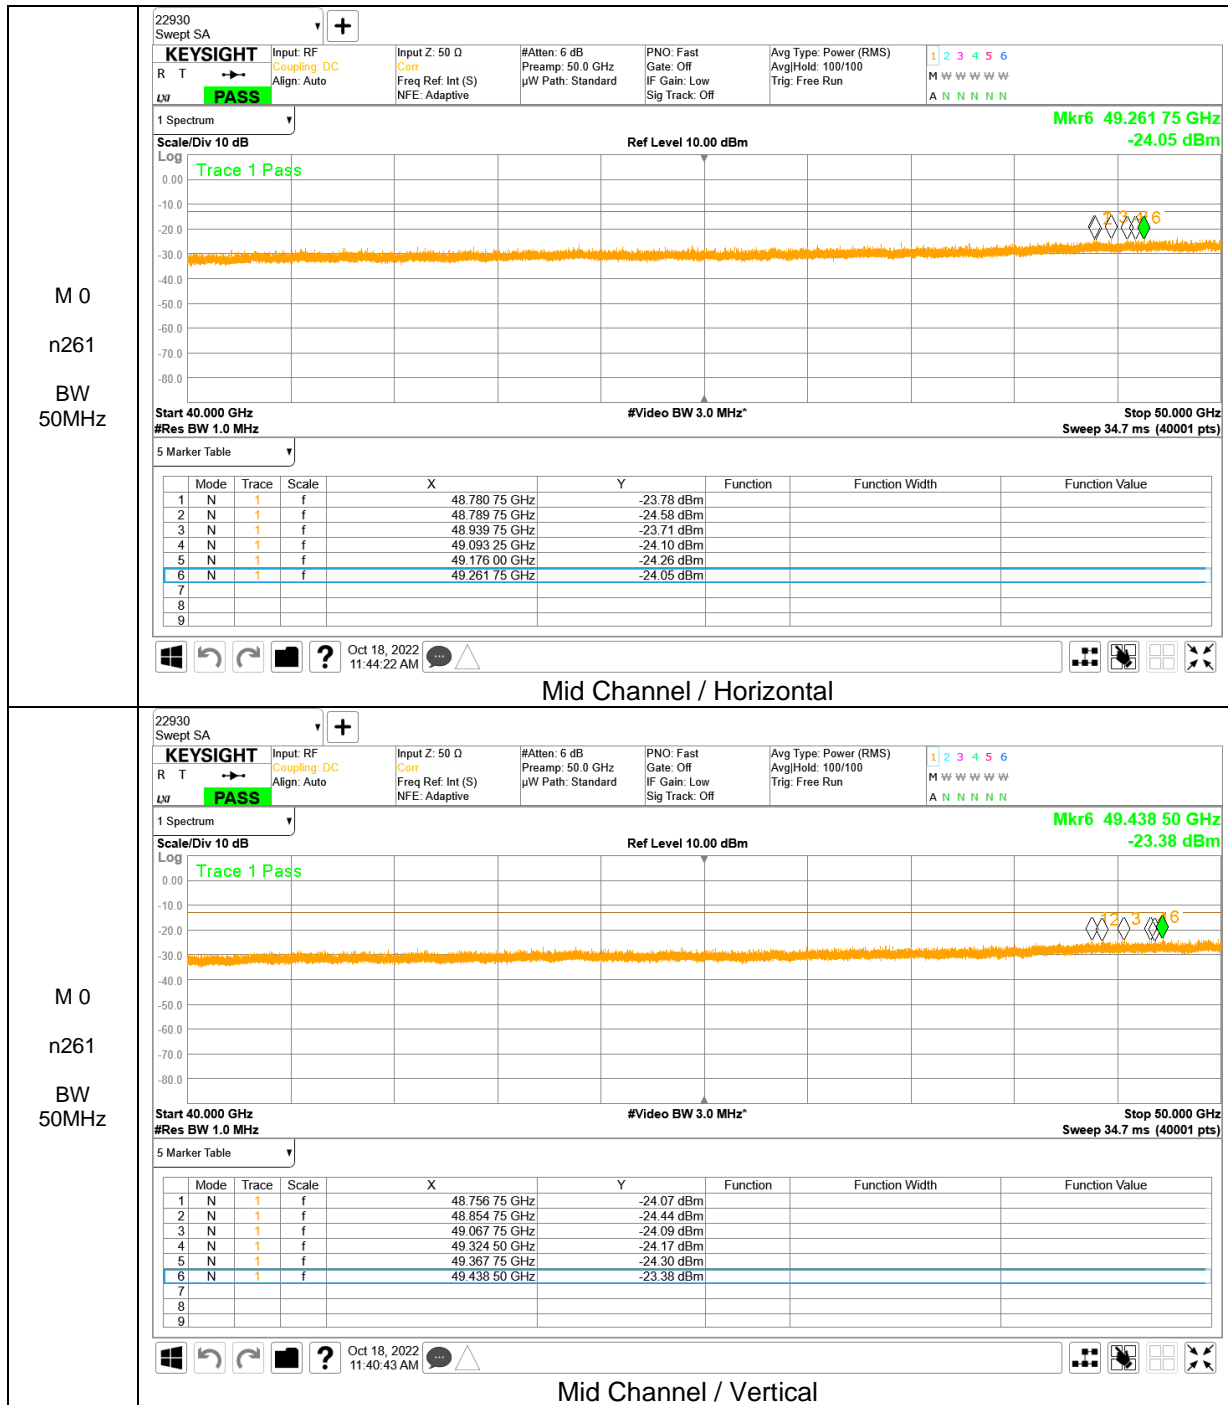 M 0
n261
BW
50MHz
22930
Swept SA
KEYSIGHT
R T
LXI
PASS
Input: RF
Coupling: DC
Align: Auto
Input Z: 50 Ω
Corr
Freq Ref: Int (S)
NFE: Adaptive
#Atten: 6 dB
Preamp: 50.0 GHz
µW Path: Standard
PNO: Fast
Gate: Off
IF Gain: Low
Sig Track: Off
Avg Type: Power (RMS)
Avg|Hold: 100/100
Trig: Free Run
1 2 3 4 5 6
M W W W W W
A N N N N N
1 Spectrum
Mkr6 49.261 75 GHz
Scale/Div 10 dB
Ref Level 10.00 dBm
-24.05 dBm
Log
Trace 1 Pass
0.00
-10.0
-20.0
-30.0
-40.0
-50.0
-60.0
-70.0
-80.0
Start 40.000 GHz
#Video BW 3.0 MHz*
Stop 50.000 GHz
#Res BW 1.0 MHz
Sweep 34.7 ms (40001 pts)
5 Marker Table
Mode Trace Scale X Y Function Function Width Function Value
1 N 1 f 48.780 75 GHz -23.78 dBm
2 N 1 f 48.789 75 GHz -24.58 dBm
3 N 1 f 48.939 75 GHz -23.71 dBm
4 N 1 f 49.093 25 GHz -24.10 dBm
5 N 1 f 49.176 00 GHz -24.26 dBm
6 N 1 f 49.261 75 GHz -24.05 dBm
7
8
9
Oct 18, 2022
11:44:22 AM
Mid Channel / Horizontal
M 0
n261
BW
50MHz
22930
Swept SA
KEYSIGHT
R T
LXI
PASS
Input: RF
Coupling: DC
Align: Auto
Input Z: 50 Ω
Corr
Freq Ref: Int (S)
NFE: Adaptive
#Atten: 6 dB
Preamp: 50.0 GHz
µW Path: Standard
PNO: Fast
Gate: Off
IF Gain: Low
Sig Track: Off
Avg Type: Power (RMS)
Avg|Hold: 100/100
Trig: Free Run
1 2 3 4 5 6
M W W W W W
A N N N N N
1 Spectrum
Mkr6 49.438 50 GHz
Scale/Div 10 dB
Ref Level 10.00 dBm
-23.38 dBm
Log
Trace 1 Pass
0.00
-10.0
-20.0
-30.0
-40.0
-50.0
-60.0
-70.0
-80.0
Start 40.000 GHz
#Video BW 3.0 MHz*
Stop 50.000 GHz
#Res BW 1.0 MHz
Sweep 34.7 ms (40001 pts)
5 Marker Table
Mode Trace Scale X Y Function Function Width Function Value
1 N 1 f 48.756 75 GHz -24.07 dBm
2 N 1 f 48.854 75 GHz -24.44 dBm
3 N 1 f 49.067 75 GHz -24.09 dBm
4 N 1 f 49.324 50 GHz -24.17 dBm
5 N 1 f 49.367 75 GHz -24.30 dBm
6 N 1 f 49.438 50 GHz -23.38 dBm
7
8
9
Oct 18, 2022
11:40:43 AM
Mid Channel / Vertical